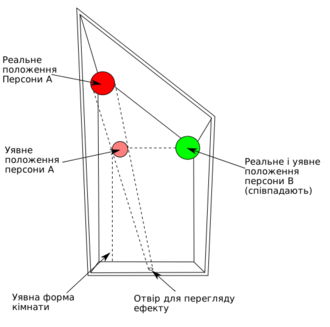 Реальне
положення
Персони А
Уявне
положення
персони А
Реальне і уявне
положення
персони В
(співпадають)
Уявна форма
кімнати
Отвір для перегляду
ефекту